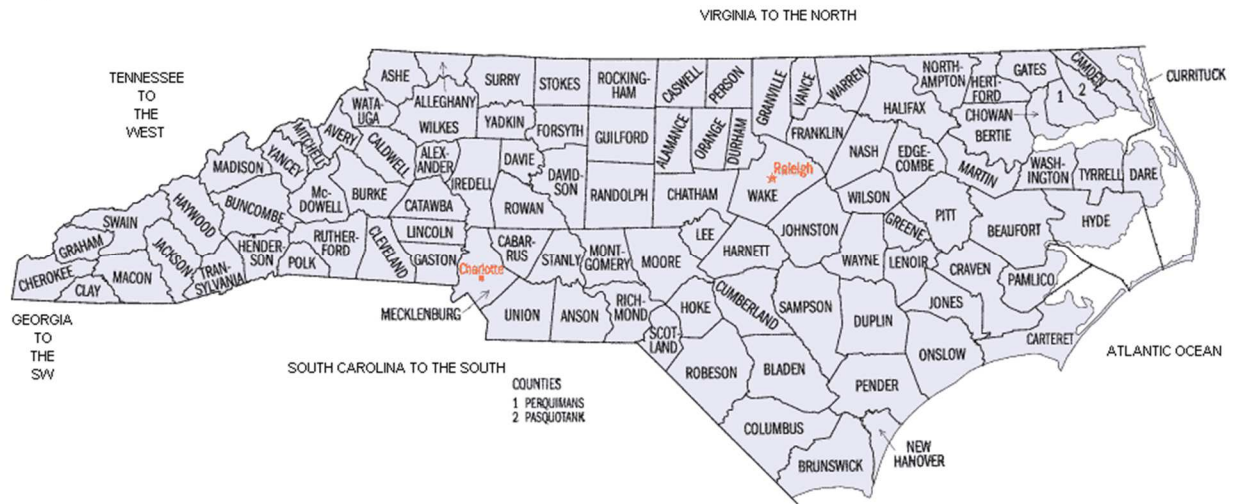 VIRGINIA TO THE NORTH
TENNESSEE
TO
THE
WEST
ASHE
ALLEGHANY
SURRY
STOKES
ROCKING-
HAM
CASWELL
PERSON
GRANVILLE
VANCE
WARREN
NORTH-
AMPTON
HERT-
FORD
GATES
CAMDEN
CURRITUCK
1
2
WATA-
UGA
WILKES
YADKIN
FORSYTH
GUILFORD
ALAMANCE
ORANGE
DURHAM
FRANKLIN
HALIFAX
CHOWAN
BERTIE
MITCHELL
AVERY
CALDWELL
ALEX-
ANDER
DAVIE
IREDELL
DAVID-
SON
NASH
EDGE-
COMBE
MARTIN
WASH-
INGTON
TYRRELL
DARE
MADISON
YANCEY
Mc-
DOWELL
BURKE
CATAWBA
ROWAN
RANDOLPH
CHATHAM
Raleigh
WAKE
WILSON
PITT
BEAUFORT
HYDE
SWAIN
HAYWOOD
BUNCOMBE
RUTHER-
FORD
CLEVELAND
LINCOLN
GASTON
CABAR-
RUS
STANLY
MONT-
GOMERY
MOORE
LEE
HARNETT
JOHNSTON
GREENE
WAYNE
LENOIR
CRAVEN
PAMLICO
GRAHAM
CHEROKEE
CLAY
MACON
JACKSON
TRAN-
SYLVANIA
HENDER-
SON
POLK
Charlotte
MECKLENBURG
UNION
ANSON
RICH-
MOND
SCOT-
LAND
HOKE
CUMBERLAND
SAMPSON
DUPLIN
JONES
ONSLOW
CARTERET
GEORGIA
TO
THE
SW
SOUTH CAROLINA TO THE SOUTH
ATLANTIC OCEAN
ROBESON
BLADEN
PENDER
COLUMBUS
BRUNSWICK
NEW
HANOVER
COUNTIES
1 PERQUIMANS
2 PASQUOTANK